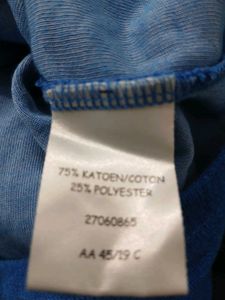 75% KATOEN/COTON
25% POLYESTER
27060865
AA 45/19 C